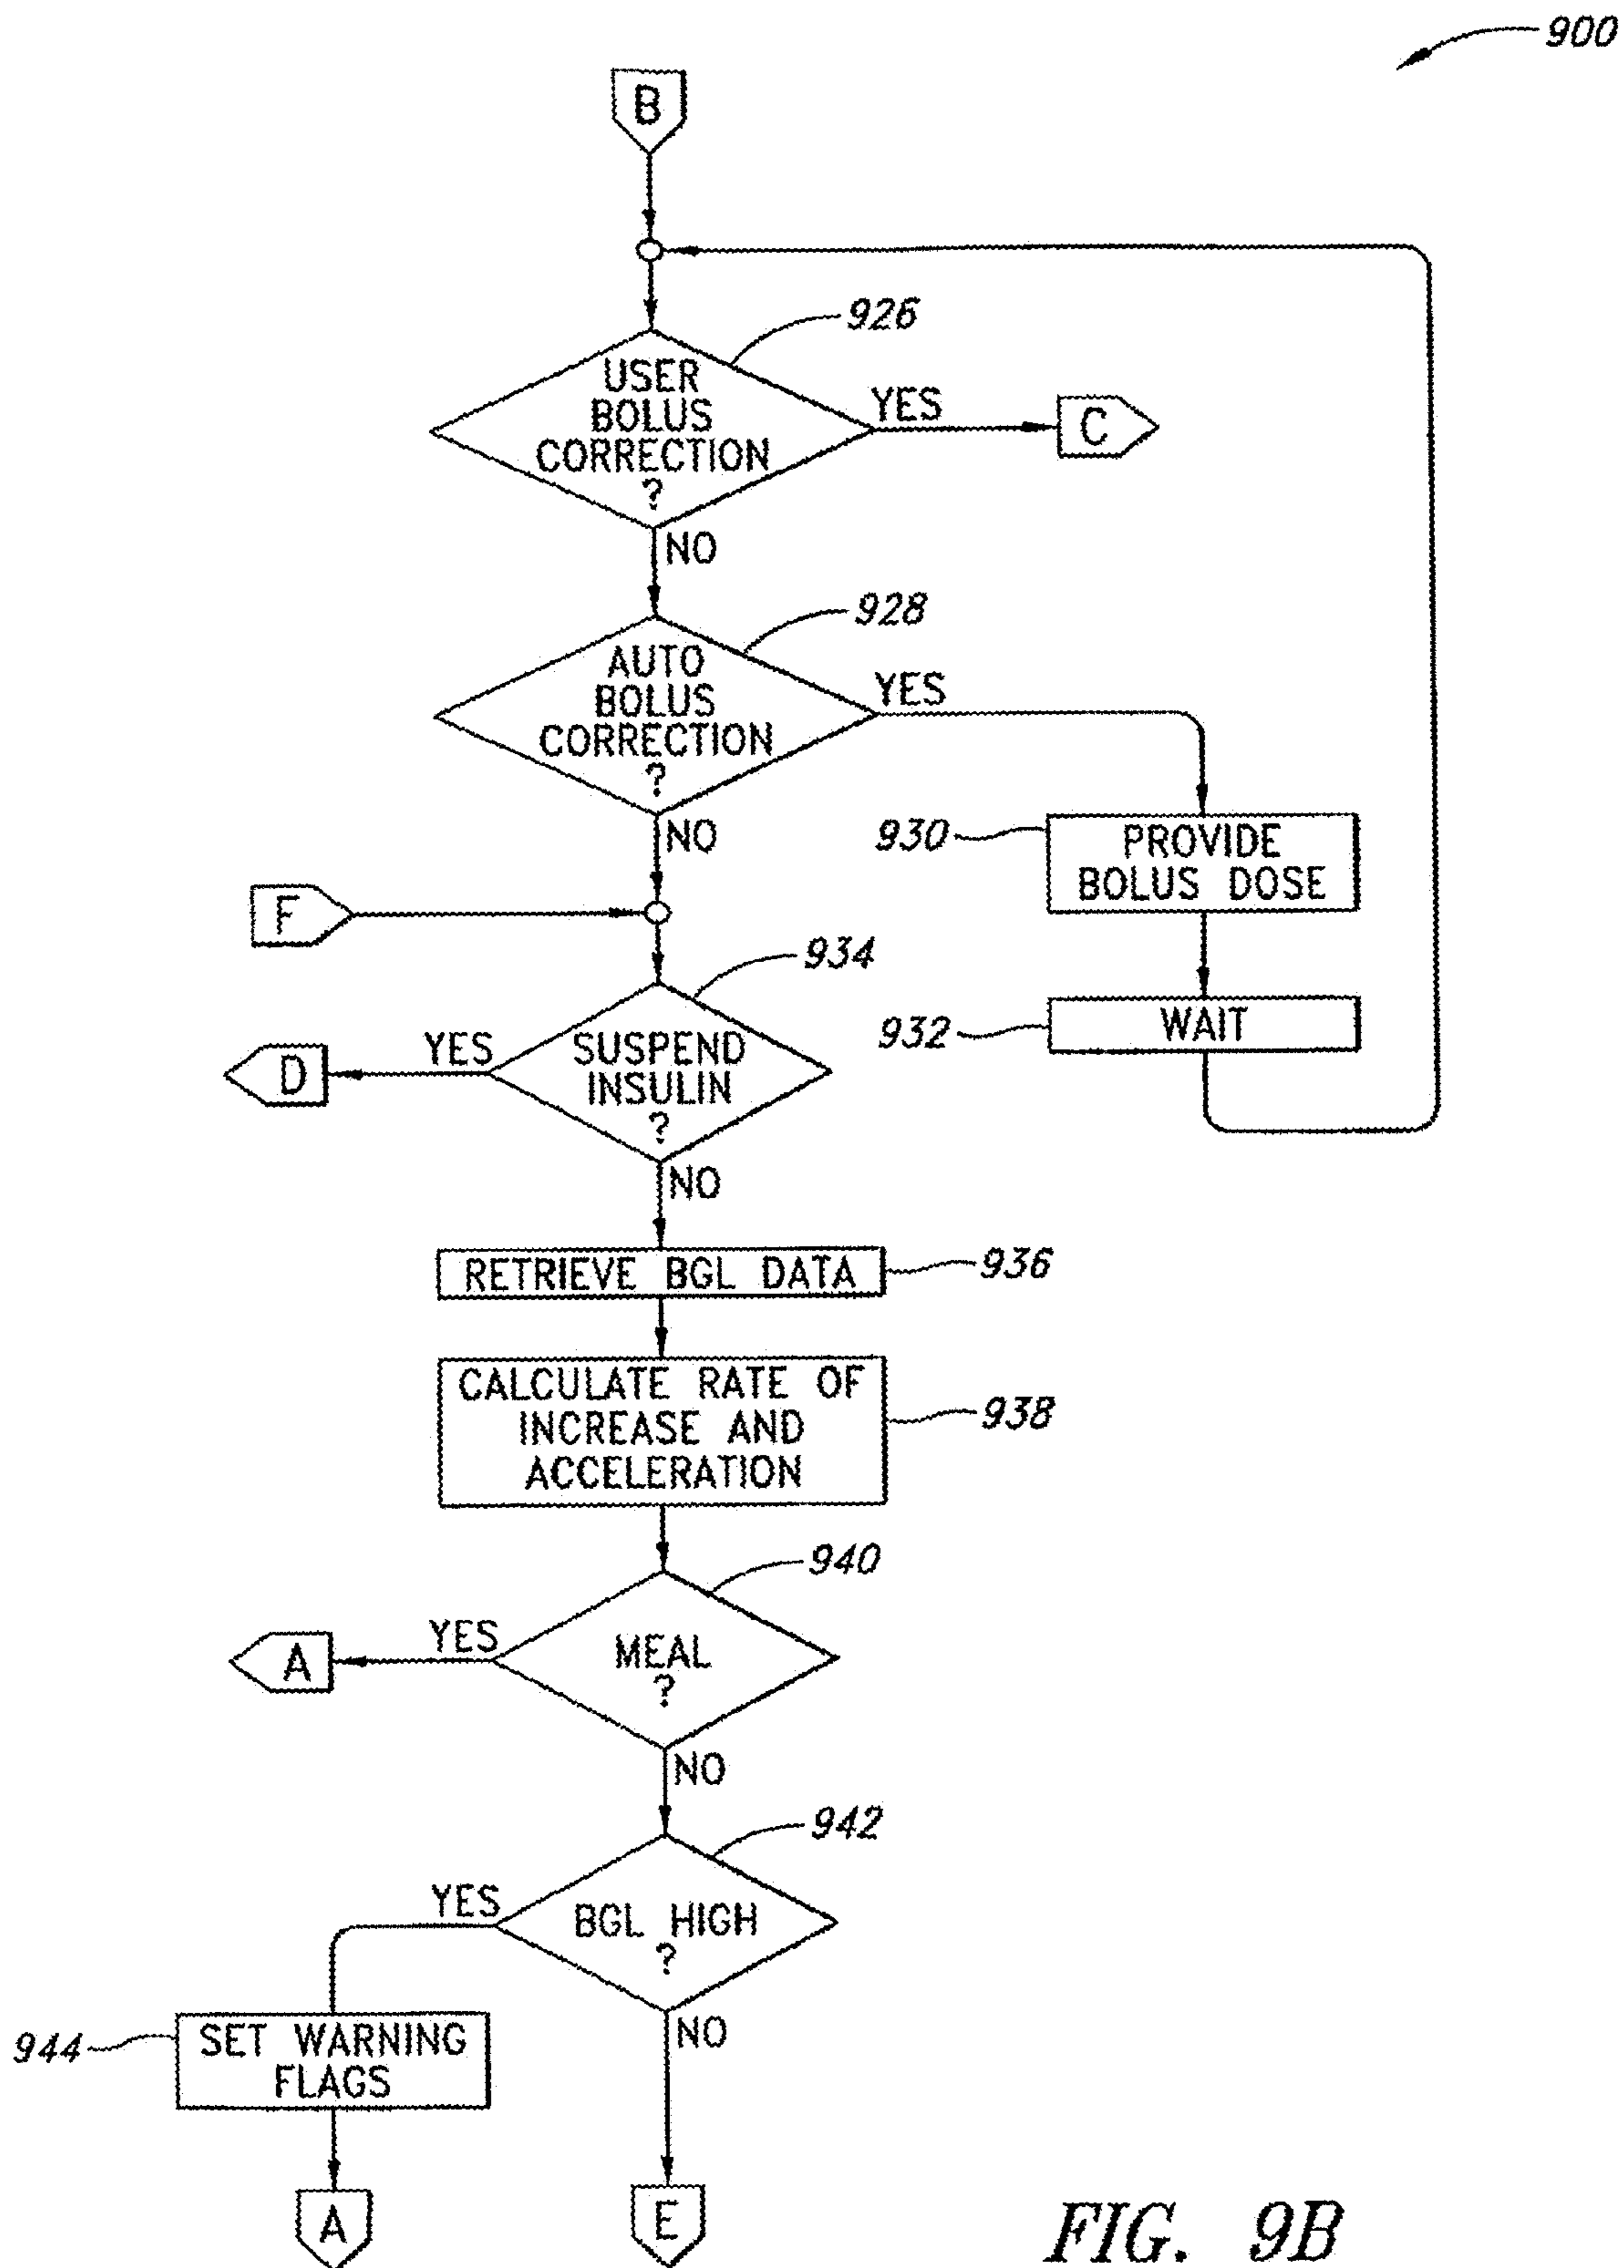 900
B
926
USER
BOLUS
CORRECTION
?
YES
C
NO
928
AUTO
BOLUS
CORRECTION
?
YES
NO
930
PROVIDE
BOLUS DOSE
F
934
932
WAIT
SUSPEND
INSULIN
?
YES
D
NO
RETRIEVE BGL DATA
936
CALCULATE RATE OF
INCREASE AND
ACCELERATION
938
940
MEAL
?
YES
A
NO
942
BGL HIGH
?
YES
NO
944
SET WARNING
FLAGS
A
E
FIG. 9B